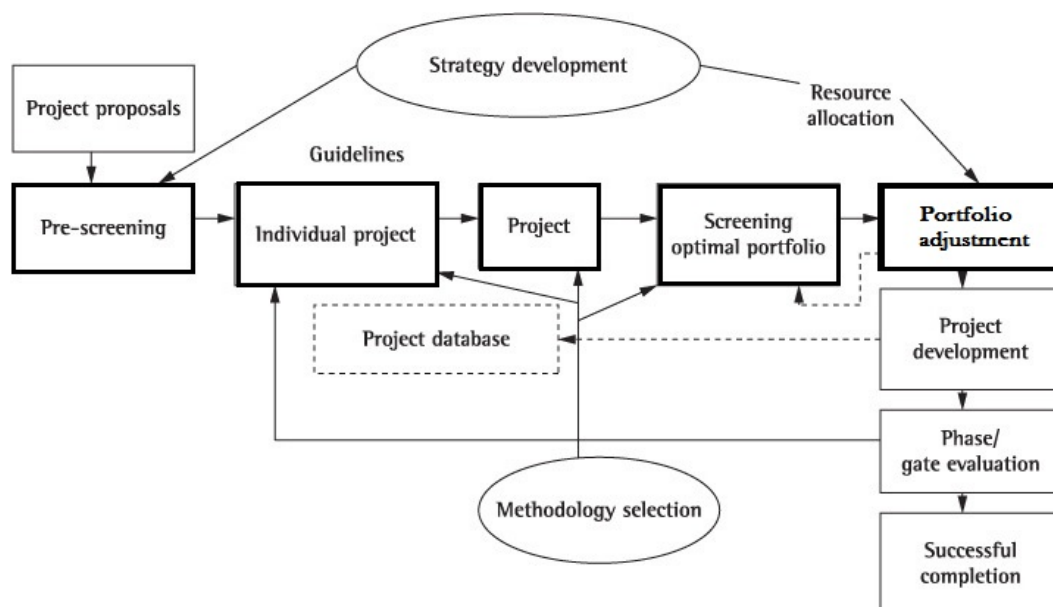 Strategy development
Project proposals
Resource
allocation
Guidelines
Pre-screening
Individual project
Project
Screening
optimal portfolio
Portfolio
adjustment
Project database
Project
development
Phase/
gate evaluation
Methodology selection
Successful
completion